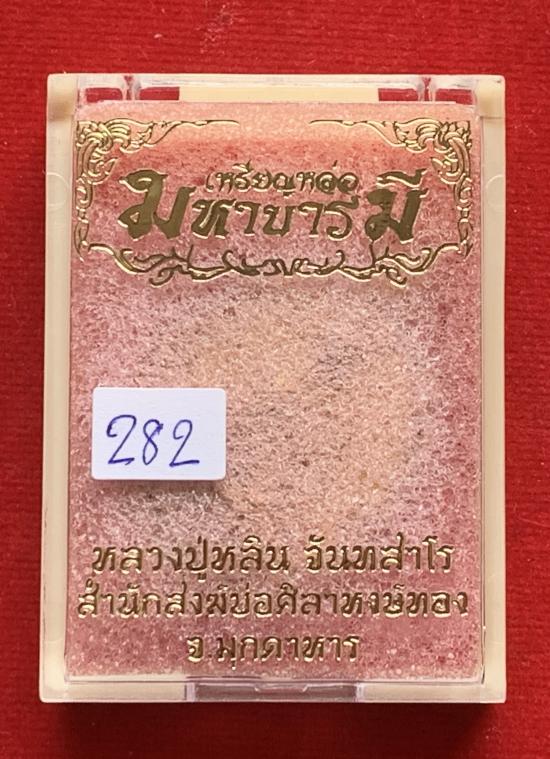 เหรียญหล่อ
มหาบารมี
282
หลวงปู่หลิน จันทสาโร
สำนักสงฆ์บ่อศิลาหงษ์ทอง
จ.มุกดาหาร